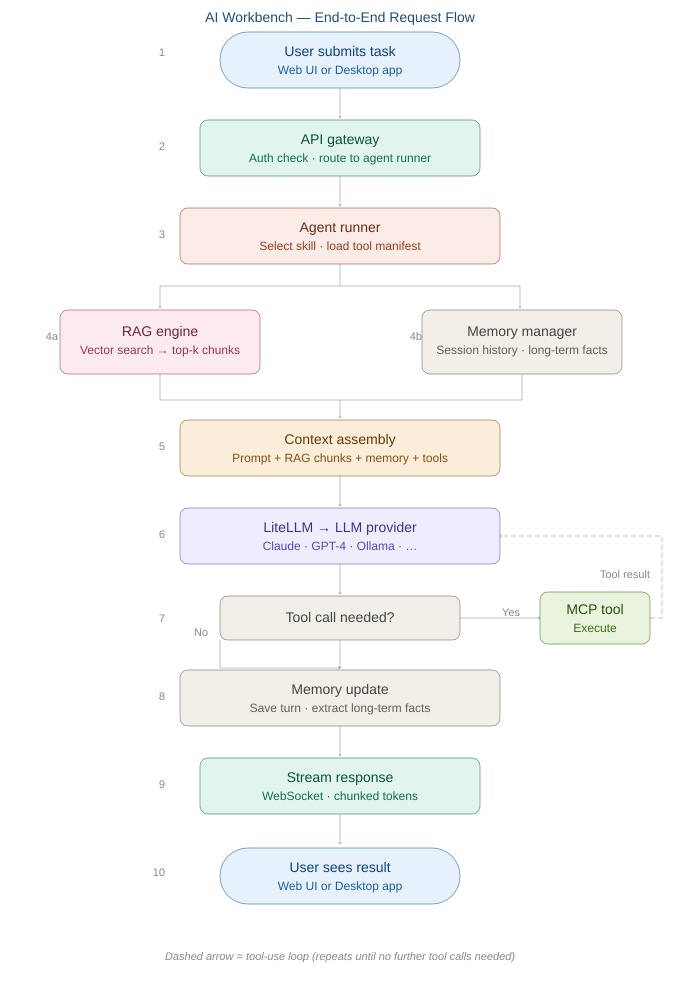 AI Workbench — End-to-End Request Flow
1
User submits task
Web UI or Desktop app
2
API gateway
Auth check · route to agent runner
3
Agent runner
Select skill · load tool manifest
4a
RAG engine
Vector search → top-k chunks
4b
Memory manager
Session history · long-term facts
5
Context assembly
Prompt + RAG chunks + memory + tools
6
LiteLLM → LLM provider
Claude · GPT-4 · Ollama · …
Tool result
7
Tool call needed?
Yes
MCP tool
Execute
No
8
Memory update
Save turn · extract long-term facts
9
Stream response
WebSocket · chunked tokens
10
User sees result
Web UI or Desktop app
Dashed arrow = tool-use loop (repeats until no further tool calls needed)